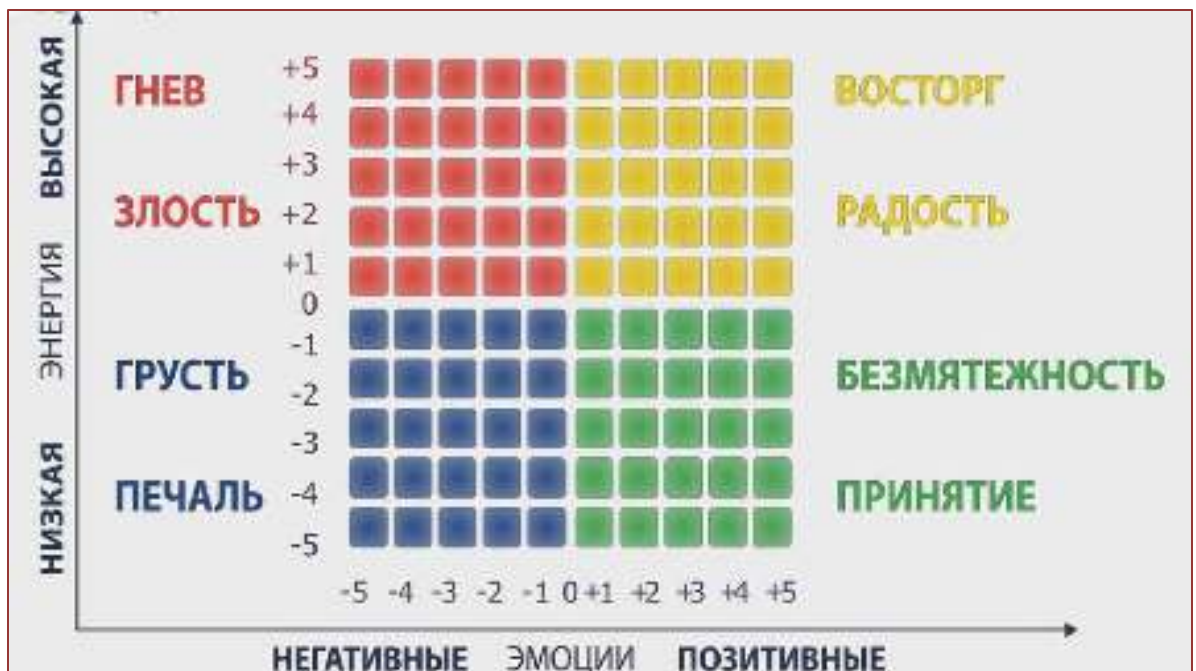 ВЫСОКАЯ
ЭНЕРГИЯ
НИЗКАЯ
ГНЕВ
ЗЛОСТЬ
ГРУСТЬ
ПЕЧАЛЬ
+5
+4
+3
+2
+1
0
-1
-2
-3
-4
-5
ВОСТОРГ
РАДОСТЬ
БЕЗМЯТЕЖНОСТЬ
ПРИНЯТИЕ
-5 -4 -3 -2 -1 0 +1 +2 +3 +4 +5
НЕГАТИВНЫЕ ЭМОЦИИ ПОЗИТИВНЫЕ